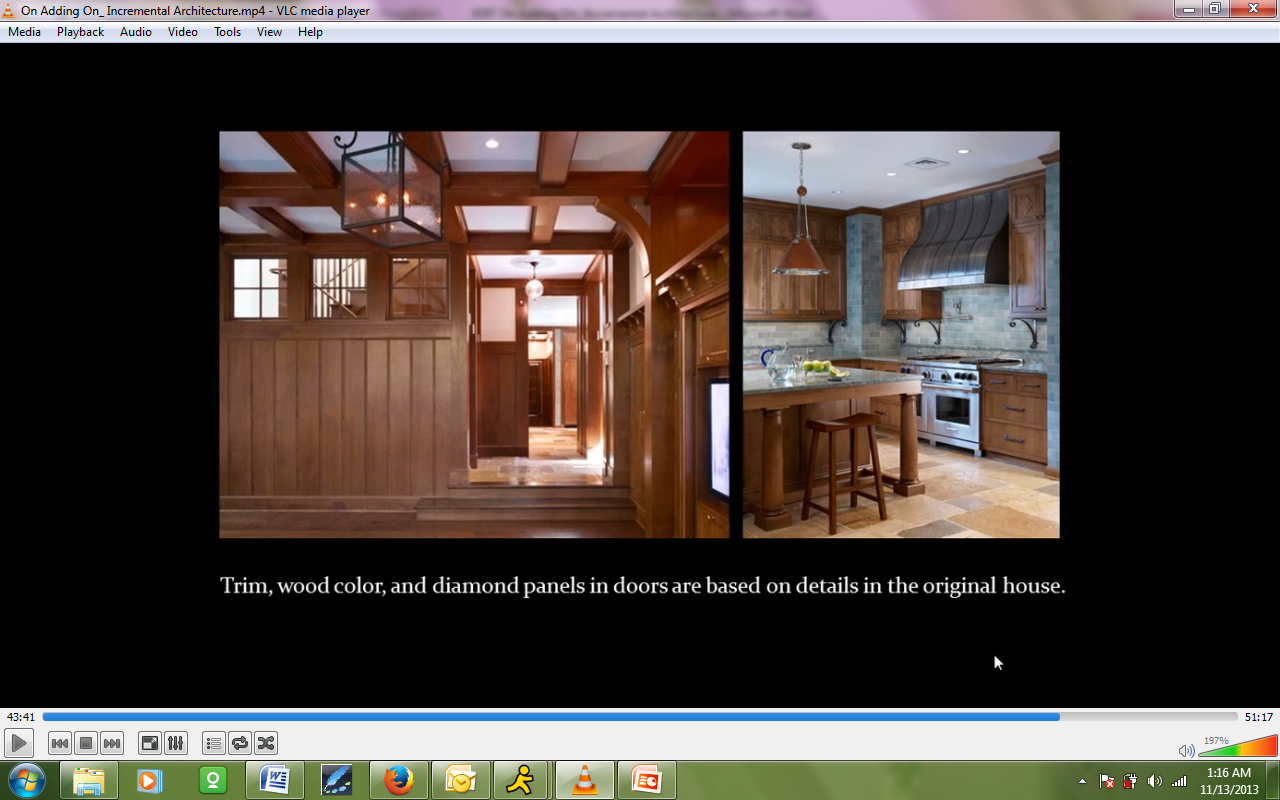 On Adding On_ Incremental Architecture.mp4 - VLC media player
Media Playback Audio Video Tools View Help
Trim, wood color, and diamond panels in doors are based on details in the original house.
43:41
51:17
197%
1:16 AM
11/13/2013